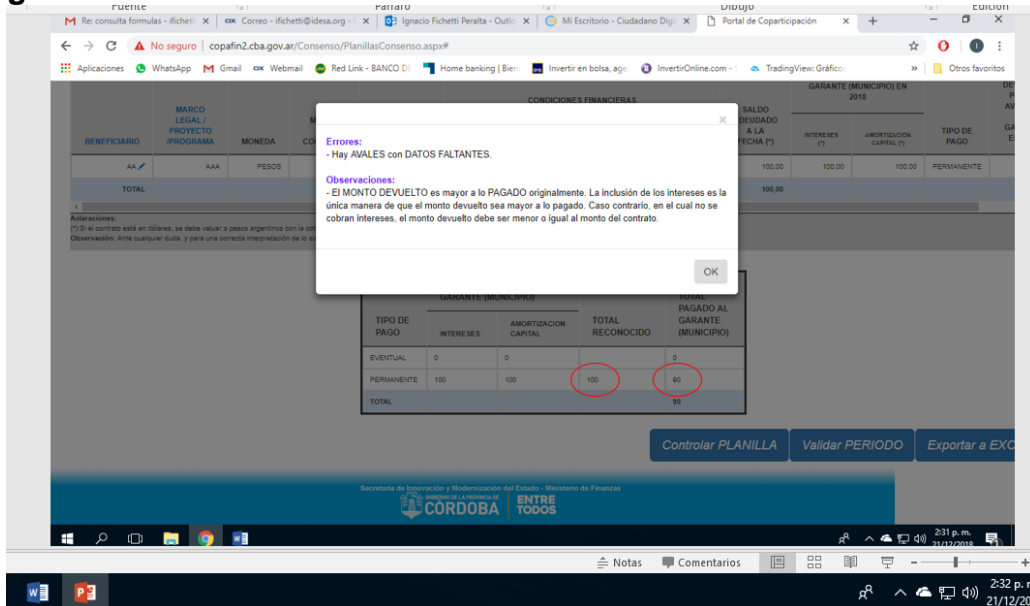 Fuente
Párrafo
Dibujo
Edición
Re: consulta formulas - ifichett
Correo - ifichetti@idesa.org -
Ignacio Fichetti Peralta - Outlo
Mi Escritorio - Ciudadano Digit
Portal de Coparticipación
No seguro | copafin2.cba.gov.ar/Consenso/PlanillasConsenso.aspx#
Aplicaciones
WhatsApp
Gmail
Webmail
Red Link - BANCO DE
Home banking | Bien
Invertir en bolsa, age
InvertirOnline.com -
TradingView: Gráfico
»
Otros favoritos
CONDICIONES FINANCIERAS
GARANTE (MUNICIPIO) EN
2018
BENEFICIARIO
MARCO
LEGAL /
PROYECTO
/PROGRAMA
MONEDA
SALDO
DEUDADO
A LA
FECHA (*)
INTERESES
(*)
AMORTIZACIÓN
CAPITAL (*)
TIPO DE
PAGO
AA
AAA
PESOS
100,00
100,00
100,00
PERMANENTE
TOTAL
100,00
Aclaraciones:
(*) Si el contrato está en dólares, se debe valuar a pesos argentinos con la
Observación: Ante cualquier duda, y para una correcta interpretación de lo
×
Errores:
- Hay AVALES con DATOS FALTANTES.
Observaciones:
- El MONTO DEVUELTO es mayor a lo PAGADO originalmente. La inclusión de los intereses es la
única manera de que el monto devuelto sea mayor a lo pagado. Caso contrario, en el cual no se
cobran intereses, el monto devuelto debe ser menor o igual al monto del contrato.
OK
TIPO DE
PAGO
GARANTE (MUNICIPIO)
INTERESES
AMORTIZACION
CAPITAL
TOTAL
RECONOCIDO
TOTAL
PAGADO AL
GARANTE
(MUNICIPIO)
EVENTUAL 0 0 0
PERMANENTE 100 100 100 90
TOTAL 90
Controlar PLANILLA
Validar PERIODO
Exportar a EXC
Secretaría de Innovación y Modernización del Estado - Ministerio de Finanzas
GOBIERNO DE LA PROVINCIA DE
CÓRDOBA
ENTRE
TODOS
2:31 p. m.
21/12/2018
Notas
Comentarios
2:32 p. m
21/12/20